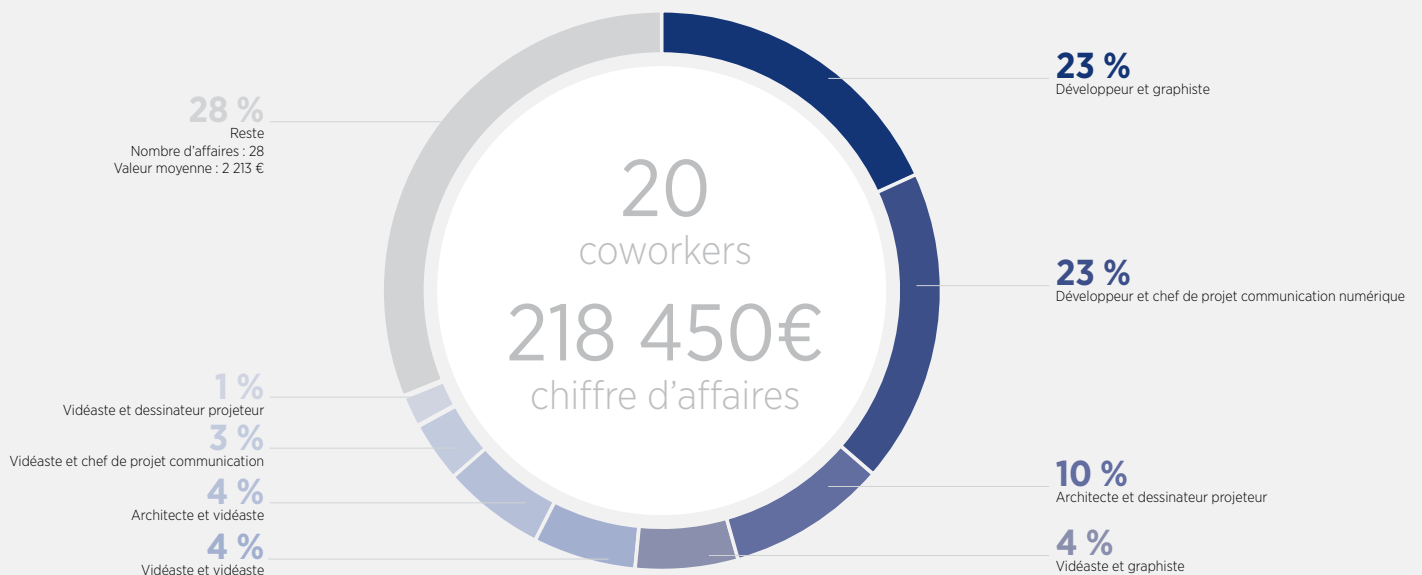 23 %
Développeur et graphiste
28 %
Reste
Nombre d’affaires : 28
Valeur moyenne : 2 213 €
20
coworkers
218 450€
chiffre d’affaires
23 %
Développeur et chef de projet communication numérique
1 %
Vidéaste et dessinateur projeteur
3 %
Vidéaste et chef de projet communication
4 %
Architecte et vidéaste
4 %
Vidéaste et vidéaste
10 %
Architecte et dessinateur projeteur
4 %
Vidéaste et graphiste